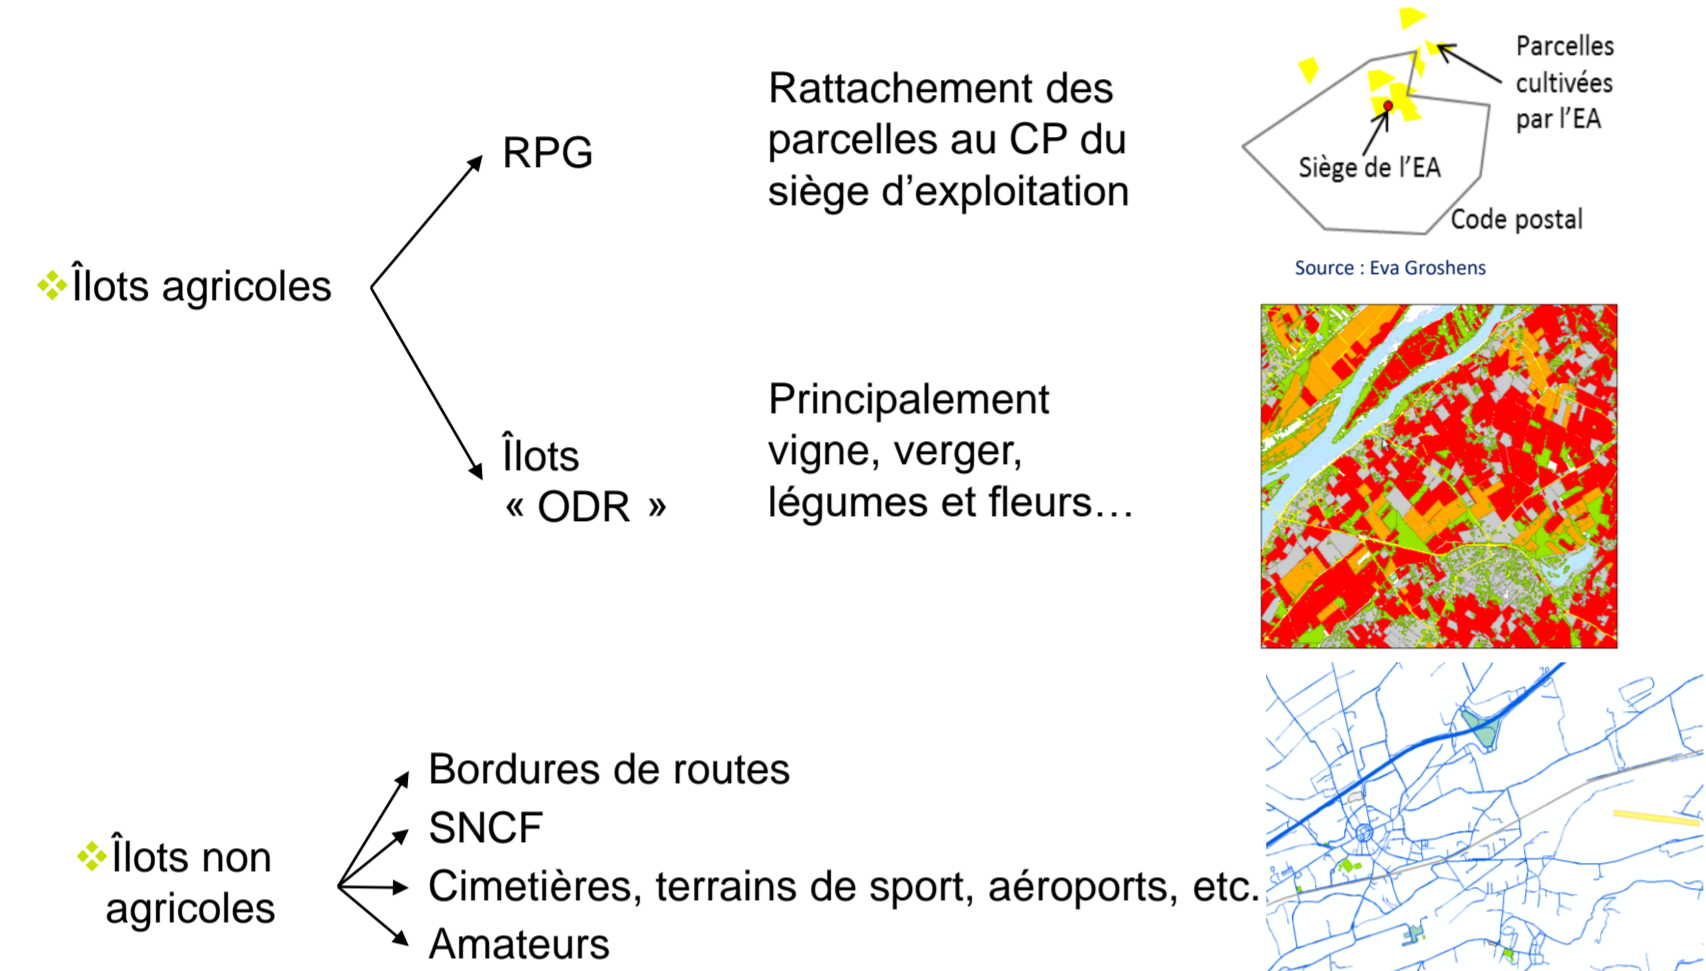 Îlots agricoles
RPG
Rattachement des
parcelles au CP du
siège d'exploitation
Parcelles
cultivées
par l'EA
Siège de l'EA
Code postal
Source : Eva Groshens
Îlots
« ODR »
Principalement
vigne, verger,
légumes et fleurs…
Îlots non
agricoles
Bordures de routes
SNCF
Cimetières, terrains de sport, aéroports, etc.
Amateurs